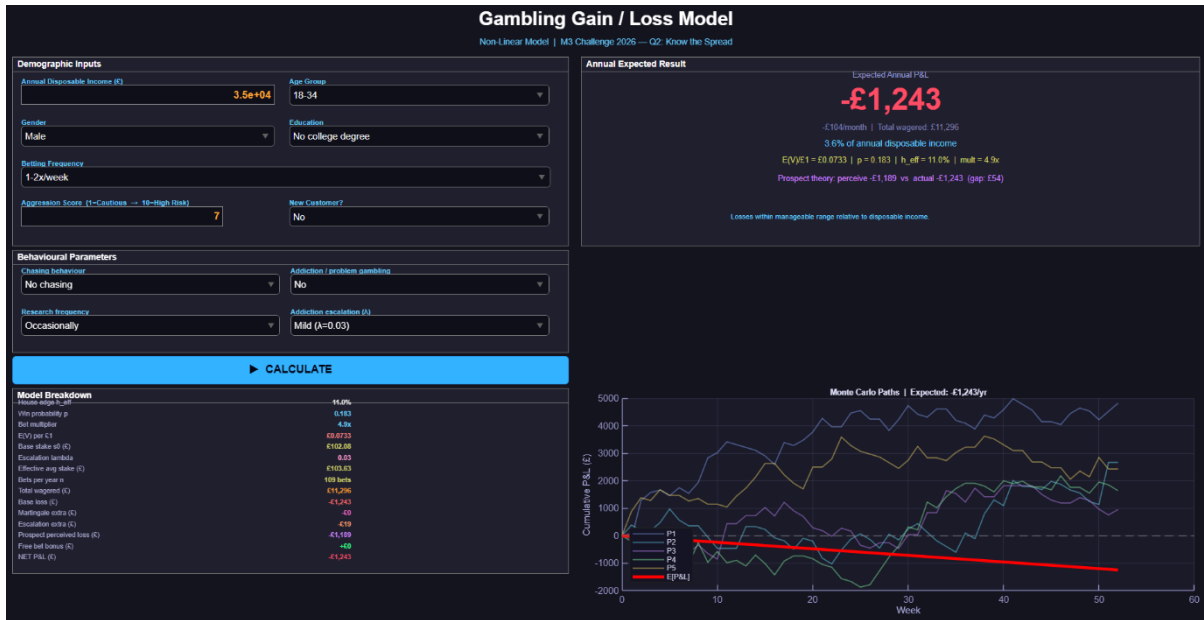 Gambling Gain / Loss Model
Non-Linear Model | M3 Challenge 2026 — Q2: Know the Spread
Demographic Inputs
Annual Disposable Income (£)
Age Group
3.5e+04
18-34
Gender
Education
Male
No college degree
Betting Frequency
1-2x/week
Aggression Score (1=Cautious → 10=High Risk)
New Customer?
7
No
Behavioural Parameters
Chasing behaviour
Addiction / problem gambling
No chasing
No
Research frequency
Addiction escalation (λ)
Occasionally
Mild (λ=0.03)
▶ CALCULATE
Model Breakdown
House edge h_eff 11.0%
Win probability p 0.183
Bet multiplier 4.9x
E(V) per £1 £0.0733
Base stake s0 (£) £102.08
Escalation lambda 0.03
Effective avg stake (£) £103.63
Bets per year n 109 bets
Total wagered (£) £11,296
Base loss (£) -£1,243
Martingale extra (£) -£0
Escalation extra (£) -£19
Prospect perceived loss (£) -£1,189
Free bet bonus (£) +£0
NET P&L (£) -£1,243
Annual Expected Result
Expected Annual P&L
-£1,243
-£104/month | Total wagered: £11,296
3.6% of annual disposable income
E(V)/£1 = £0.0733 | p = 0.183 | h_eff = 11.0% | mult = 4.9x
Prospect theory: perceive -£1,189 vs actual -£1,243 (gap: £54)
Losses within manageable range relative to disposable income.
Monte Carlo Paths | Expected: -£1,243/yr
Cumulative P&L (£)
5000
4000
3000
2000
1000
0
-1000
-2000
P1
P2
P3
P4
P5
E[P&L]
0 10 20 30 40 50 60
Week